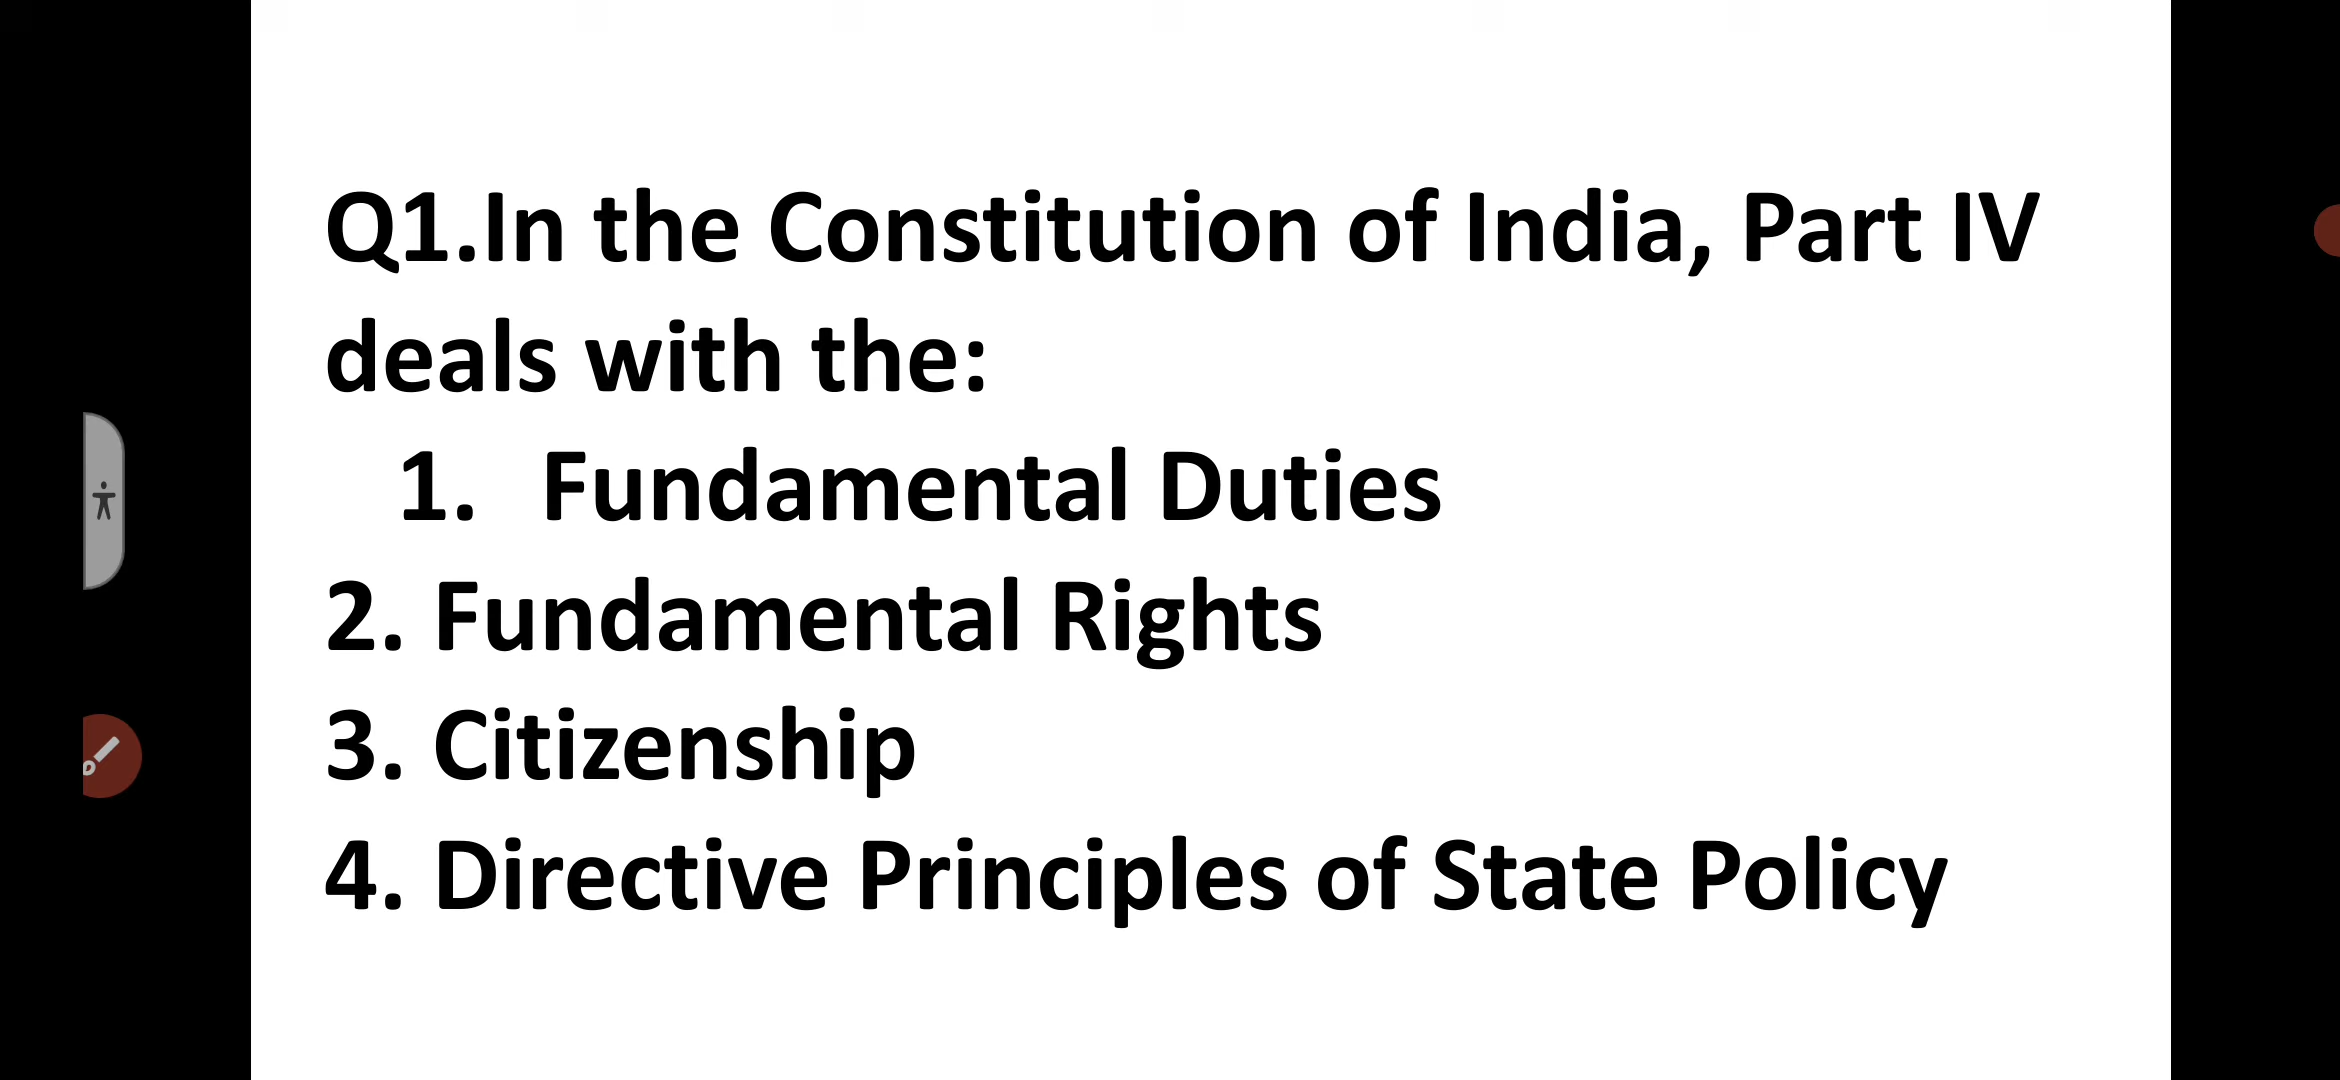 Q1.In the Constitution of India, Part IV
deals with the:
1. Fundamental Duties
2. Fundamental Rights
3. Citizenship
4. Directive Principles of State Policy